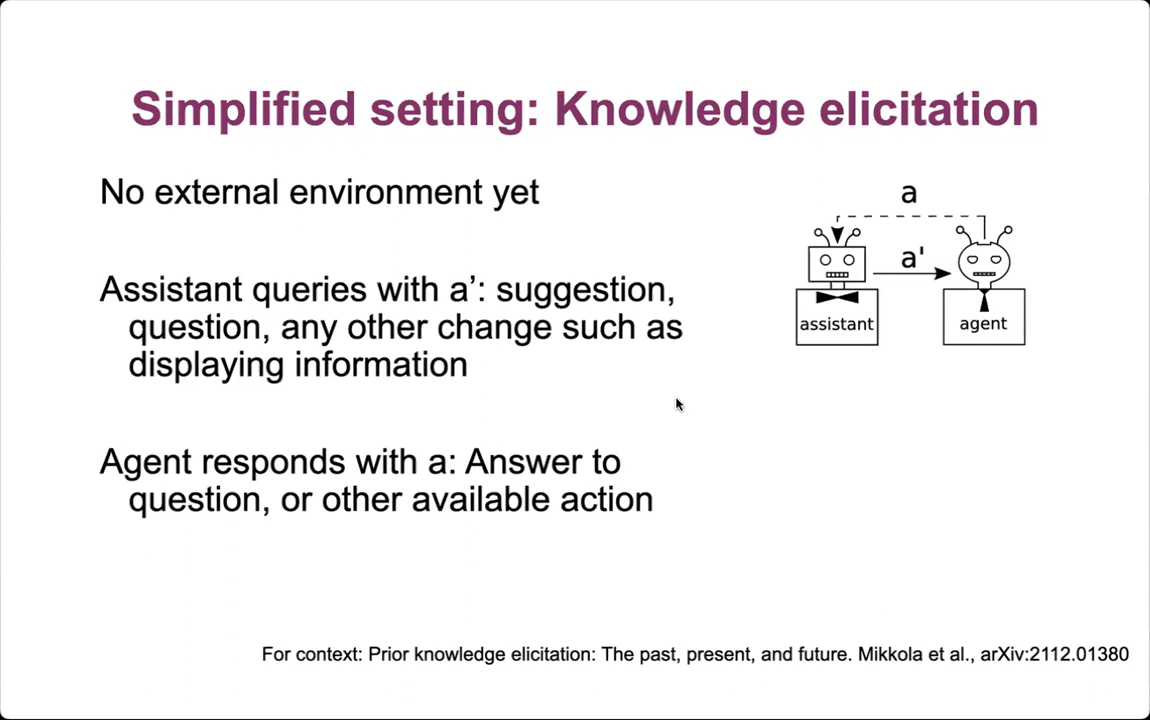 Simplified setting: Knowledge elicitation
No external environment yet
Assistant queries with a’: suggestion,
question, any other change such as
displaying information
Agent responds with a: Answer to
question, or other available action
a
a'
assistant
agent
For context: Prior knowledge elicitation: The past, present, and future. Mikkola et al., arXiv:2112.01380